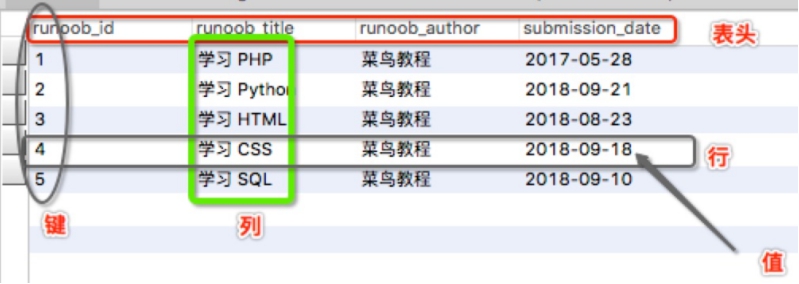 runoob_id runoob_title runoob_author submission_date 表头
1 学习 PHP 菜鸟教程 2017-05-28
2 学习 Python 菜鸟教程 2018-09-21
3 学习 HTML 菜鸟教程 2018-08-23
4 学习 CSS 菜鸟教程 2018-09-18 行
5 学习 SQL 菜鸟教程 2018-09-10
键 列
值